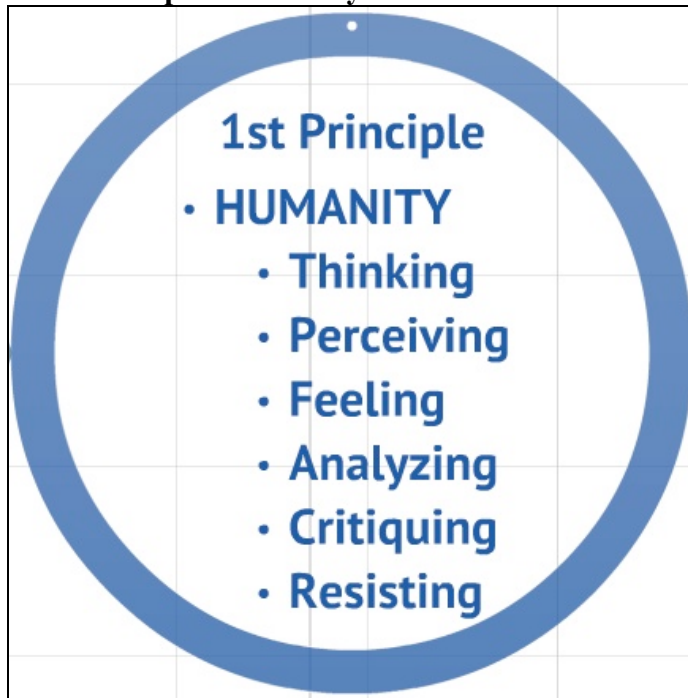 1st Principle
• HUMANITY
• Thinking
• Perceiving
• Feeling
• Analyzing
• Critiquing
• Resisting